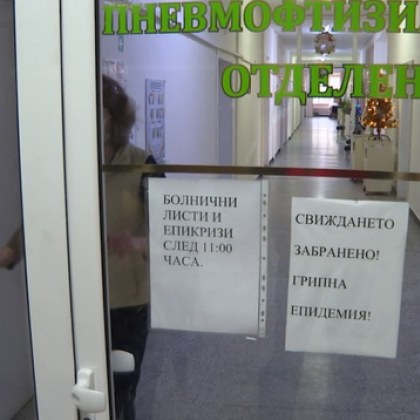 ПНЕВМОФТИЗИ
ОТДЕЛЕН
БОЛНИЧНИ
ЛИСТИ И
ЕПИКРИЗИ
СЛЕД 11:00
ЧАСА.
СВИЖДАНЕТО
ЗАБРАНЕНО!
ГРИПНА
ЕПИДЕМИЯ!